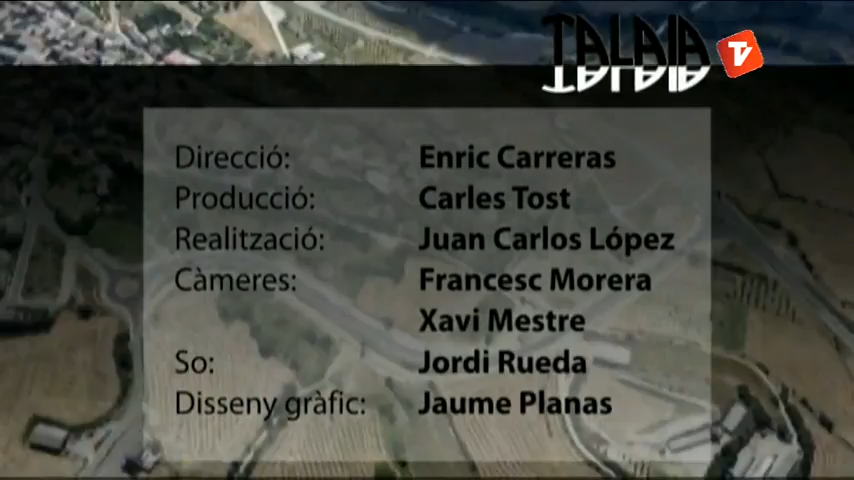 TALAIA
Direcció: Enric Carreras
Producció: Carles Tost
Realització: Juan Carlos López
Càmeres: Francesc Morera
Xavi Mestre
So: Jordi Rueda
Disseny gràfic: Jaume Planas